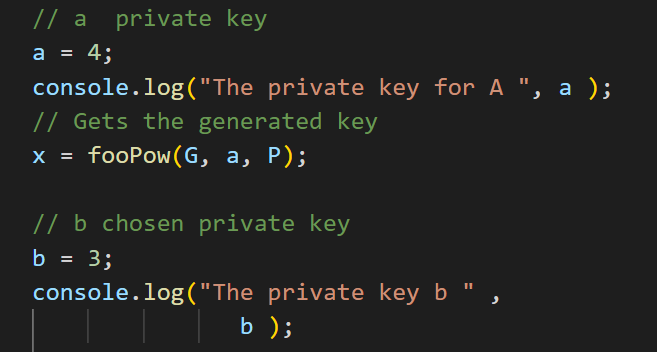 // a  private key
a = 4;
console.log("The private key for A ", a );
// Gets the generated key
x = fooPow(G, a, P);
// b chosen private key
b = 3;
console.log("The private key b " ,
b );